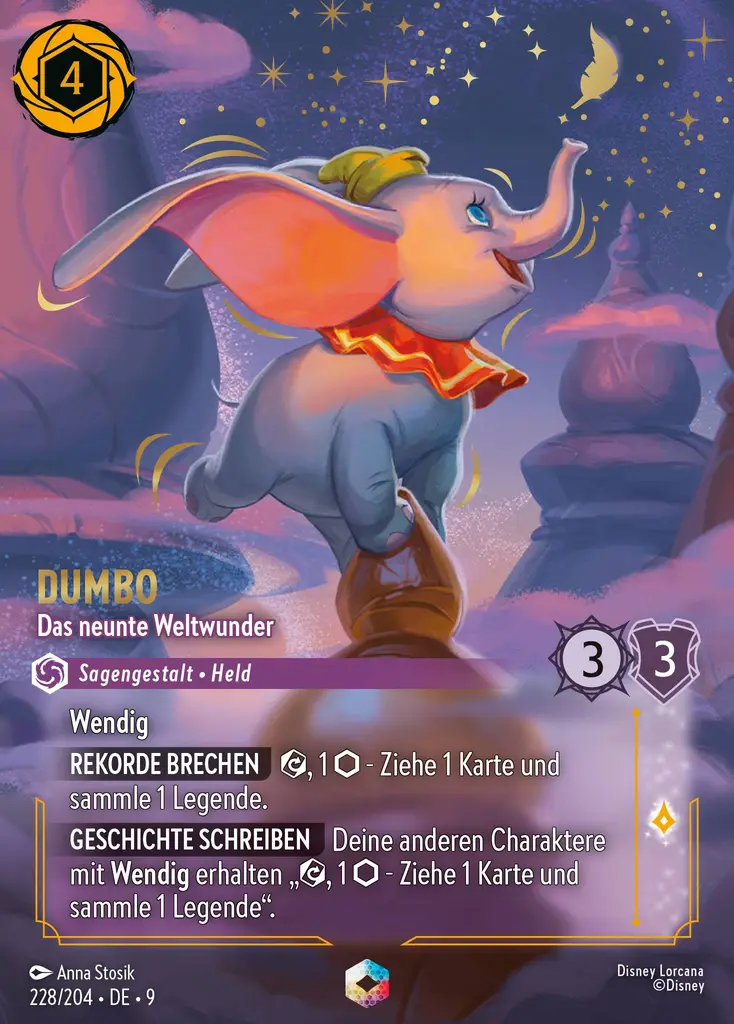 4
DUMBO
Das neunte Weltwunder
Sagengestalt • Held
3 3
Wendig
REKORDE BRECHEN , 1 - Ziehe 1 Karte und
sammle 1 Legende.
GESCHICHTE SCHREIBEN Deine anderen Charaktere
mit Wendig erhalten „, 1 - Ziehe 1 Karte und
sammle 1 Legende“.
Anna Stosik
228/204 • DE • 9
Disney Lorcana
©Disney